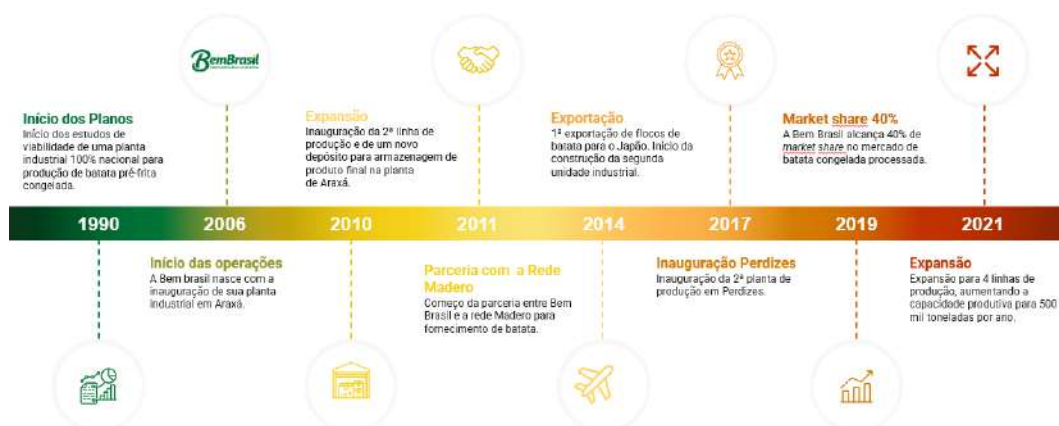 BemBrasil
Início dos Planos
Início dos estudos de
viabilidade de uma planta
industrial 100% nacional para
produção de batata pré-frita
congelada.
Expansão
Inauguração da 2ª linha de
produção e de um novo
depósito para armazenagem de
produto final na planta
de Araxá.
Exportação
1ª exportação de flocos de
batata para o Japão. Início da
construção da segunda
unidade industrial.
Market share 40%
A Bem Brasil alcança 40% de
market share no mercado de
batata congelada processada.
1990
2006
2010
2011
2014
2017
2019
2021
Início das operações
A Bem brasil nasce com a
inauguração de sua planta
industrial em Araxá.
Parceria com a Rede
Madero
Começo da parceria entre Bem
Brasil e a rede Madero para
fornecimento de batata.
Inauguração Perdizes
Inauguração da 2ª planta de
produção em Perdizes.
Expansão
Expansão para 4 linhas de
produção, aumentando a
capacidade produtiva para 500
mil toneladas por ano.